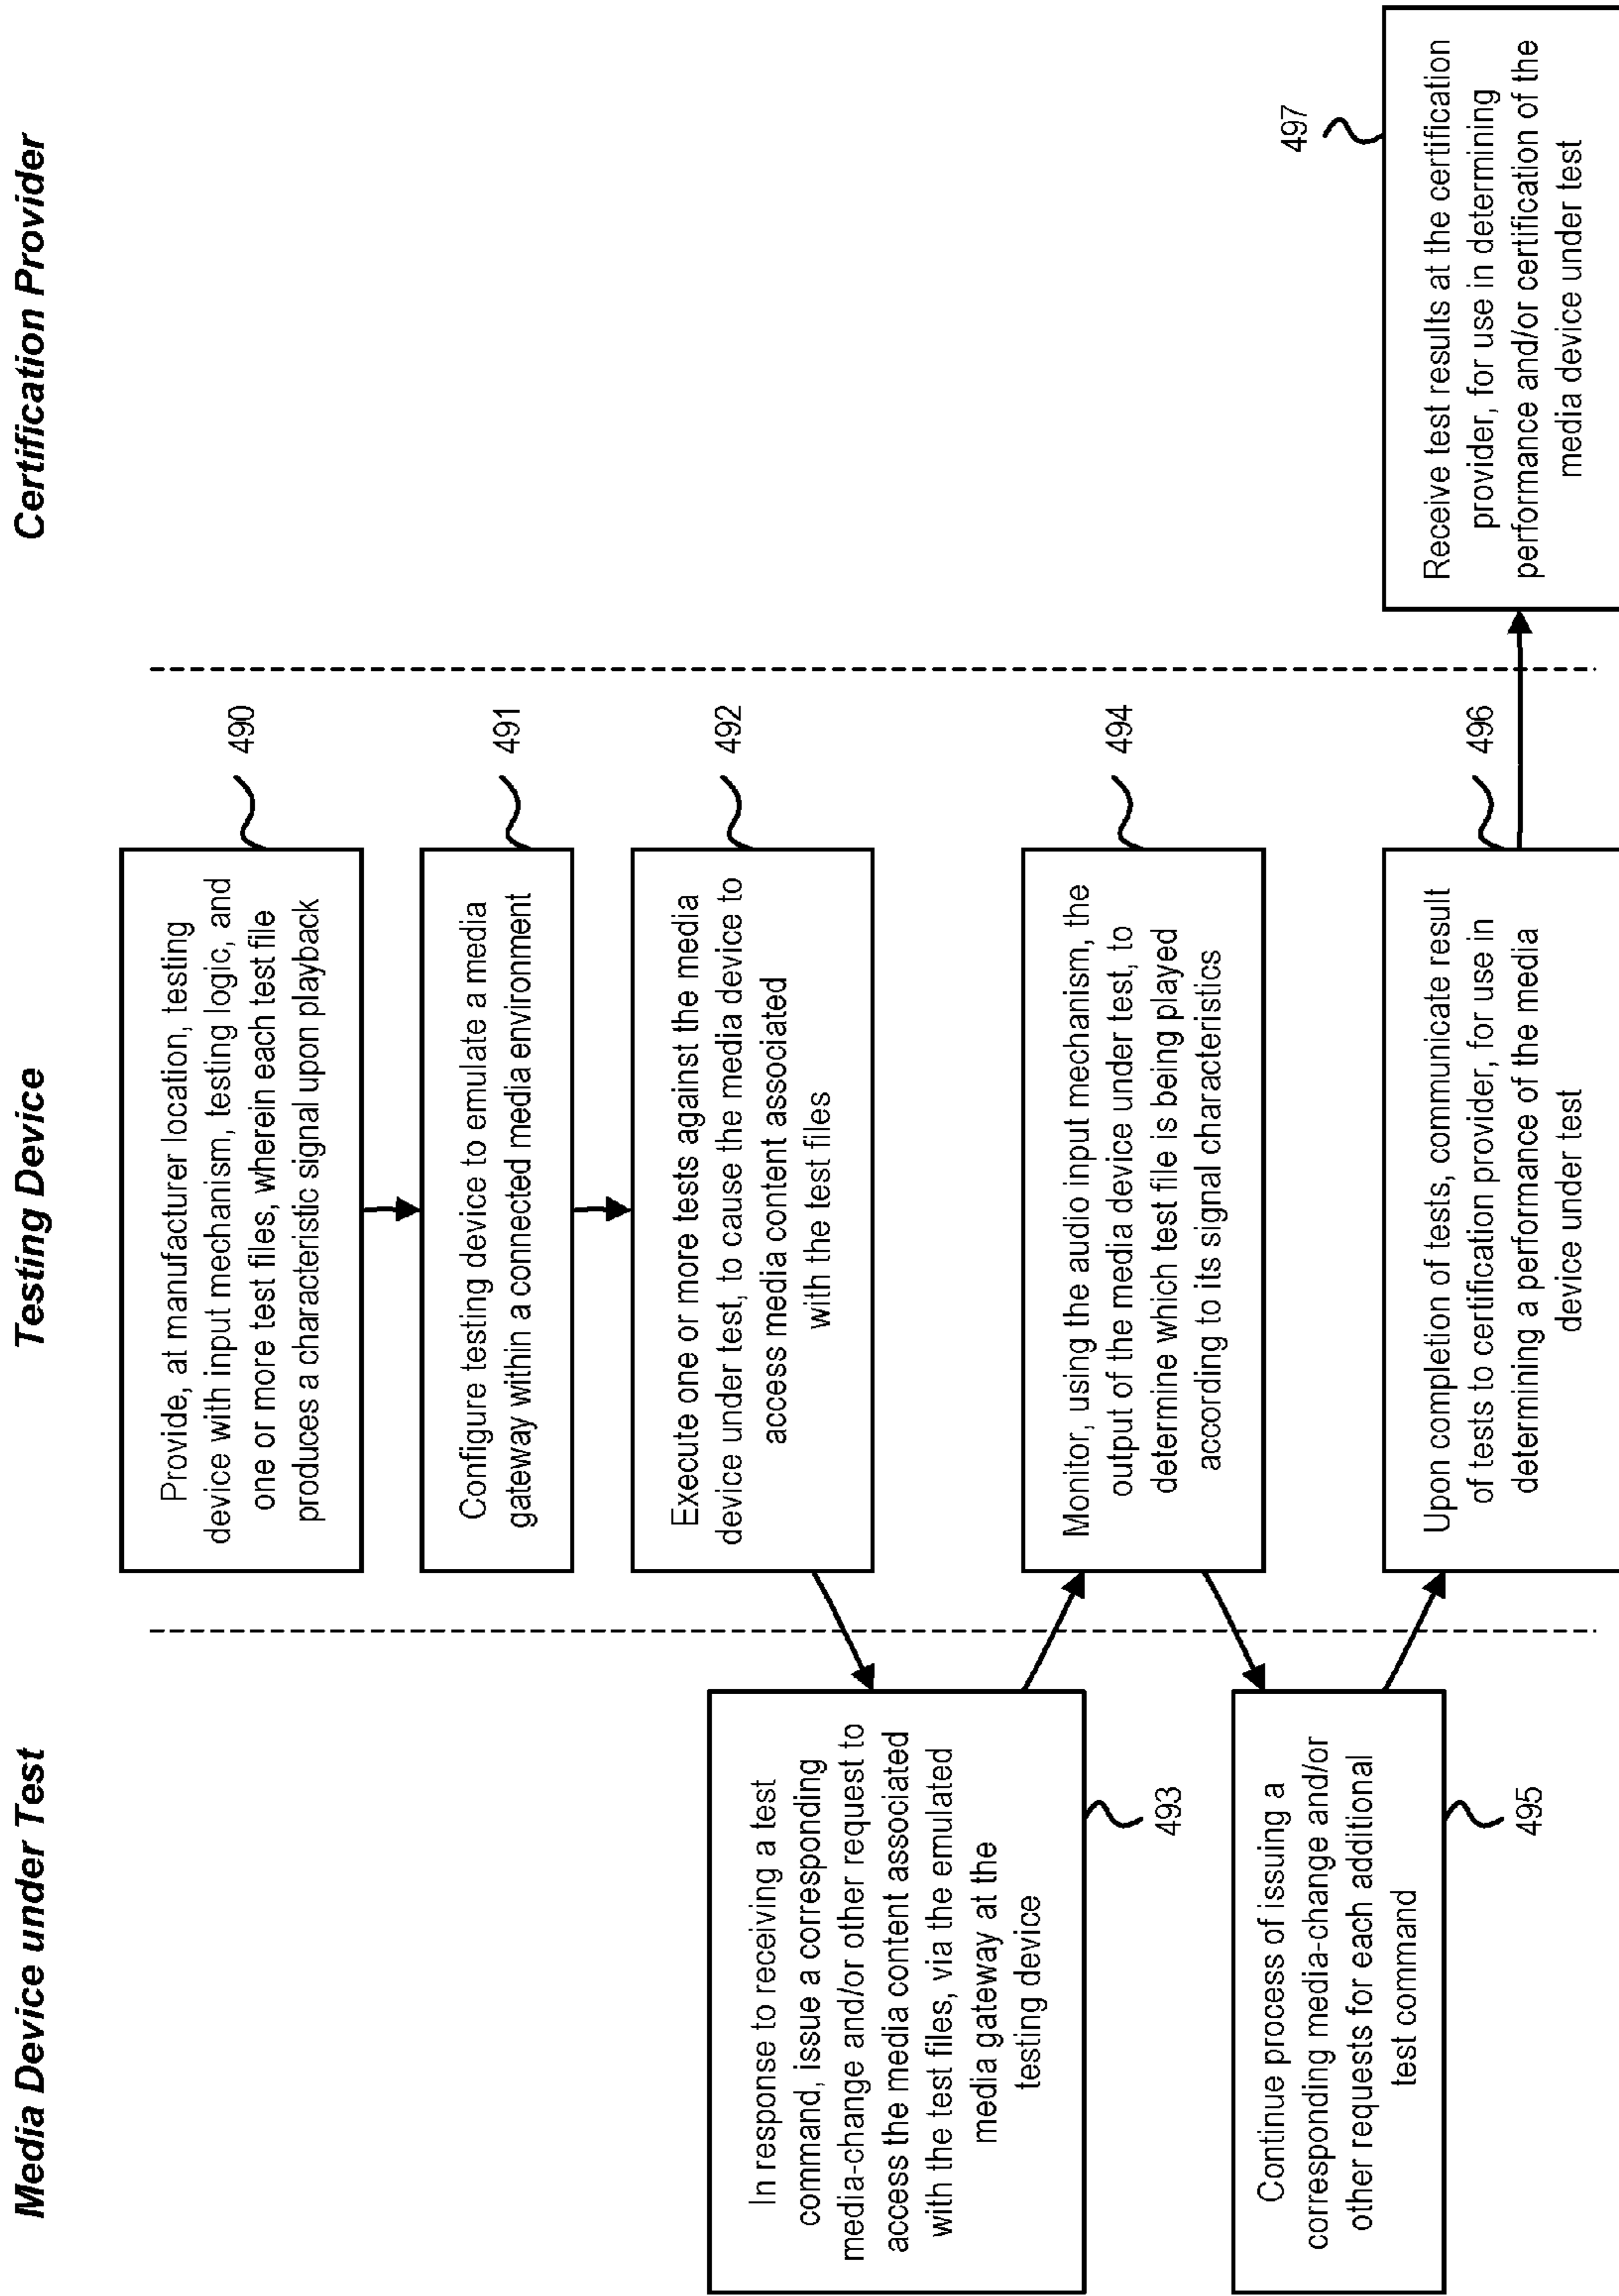 Media Device under Test
Testing Device
Certification Provider
Provide, at manufacturer location, testing
device with input mechanism, testing logic, and
one or more test files, wherein each test file
produces a characteristic signal upon playback
490
Configure testing device to emulate a media
gateway within a connected media environment
491
Execute one or more tests against the media
device under test, to cause the media device to
access media content associated
with the test files
492
In response to receiving a test
command, issue a corresponding
media-change and/or other request to
access the media content associated
with the test files, via the emulated
media gateway at the
testing device
493
Monitor, using the audio input mechanism, the
output of the media device under test, to
determine which test file is being played
according to its signal characteristics
494
Continue process of issuing a
corresponding media-change and/or
other requests for each additional
test command
495
Upon completion of tests, communicate result
of tests to certification provider, for use in
determining a performance of the media
device under test
496
Receive test results at the certification
provider, for use in determining
performance and/or certification of the
media device under test
497